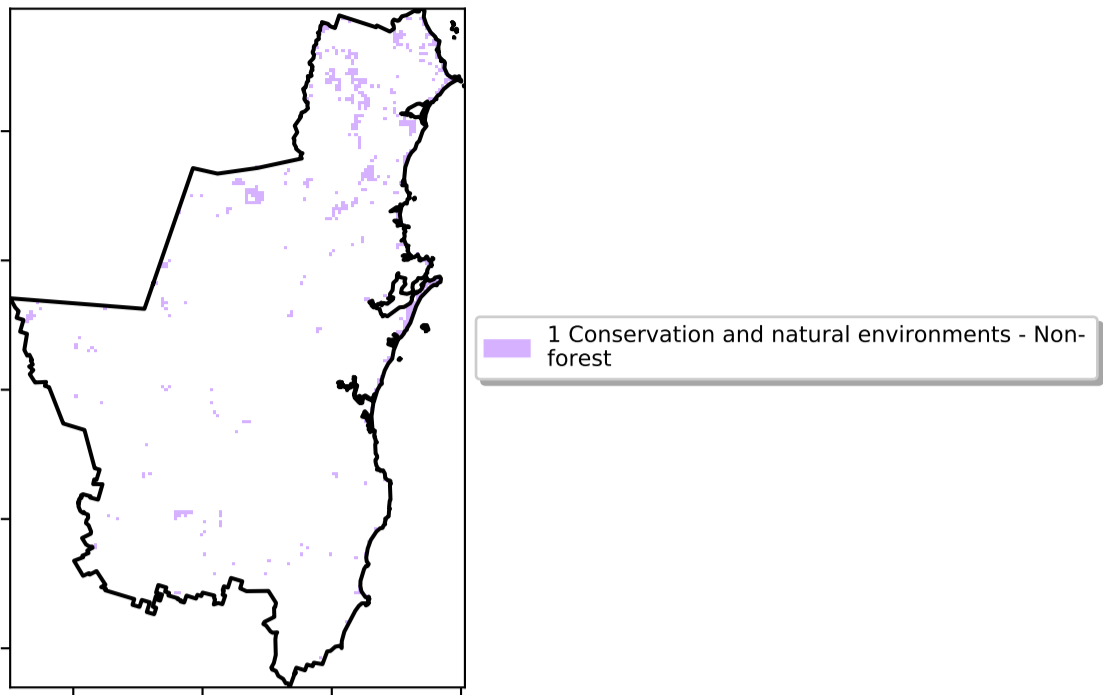 1 Conservation and natural environments - Non-
forest